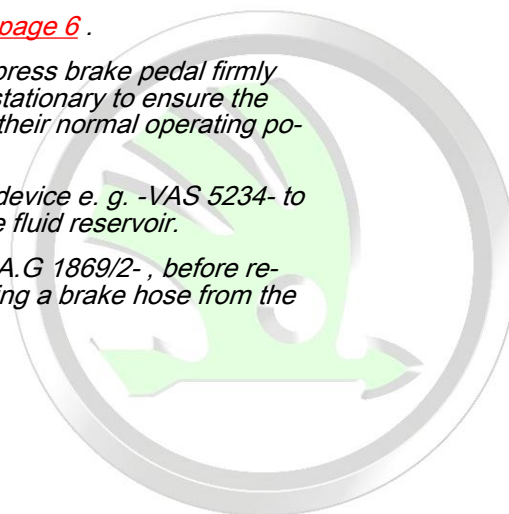 page 6 .
press brake pedal firmly
stationary to ensure the
their normal operating po-
device e. g. -VAS 5234- to
e fluid reservoir.
A.G 1869/2- , before re-
ing a brake hose from the